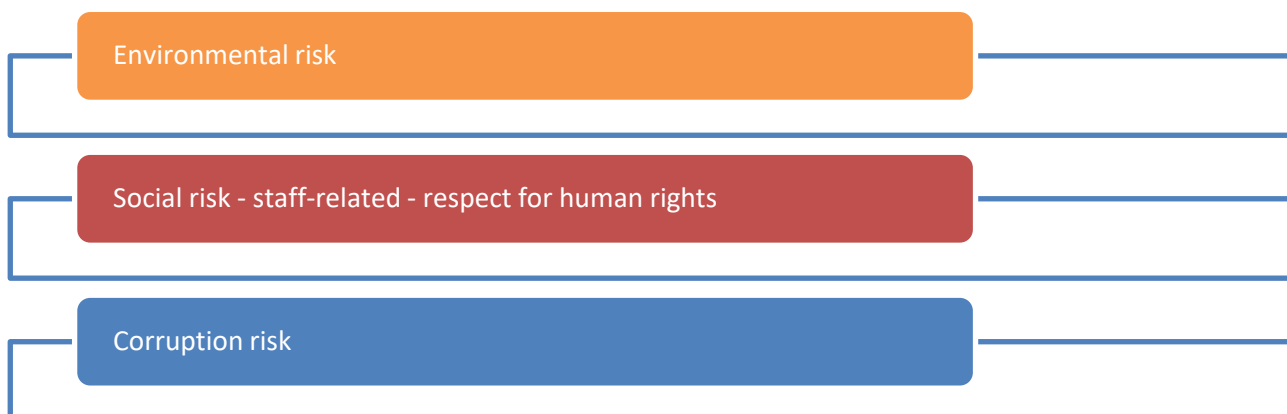 Environmental risk
Social risk - staff-related - respect for human rights
Corruption risk